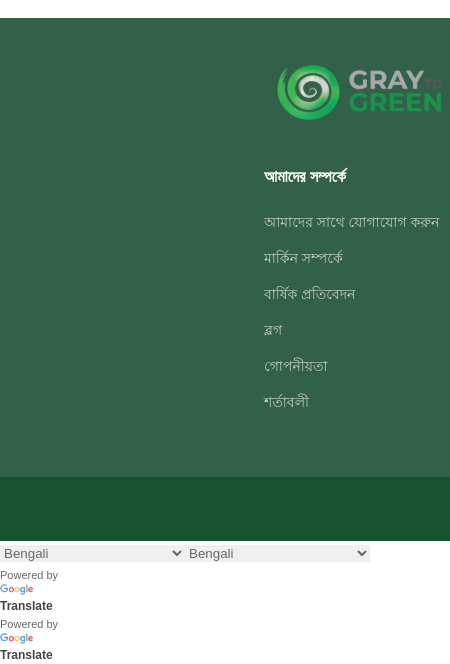 GRAY TO
GREEN
আমাদের সম্পর্কে
আমাদের সাথে যোগাযোগ করুন
মার্কিন সম্পর্কে
বার্ষিক প্রতিবেদন
ব্লগ
গোপনীয়তা
শর্তাবলী
Bengali Bengali
Powered by
Google
Translate
Powered by
Google
Translate